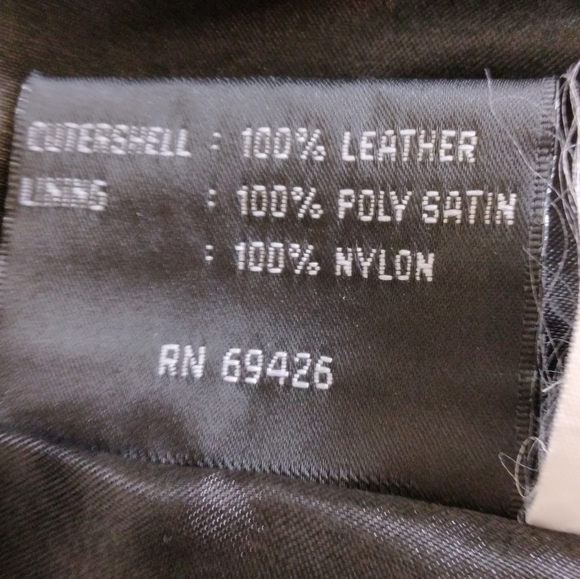 OUTERSHELL : 100% LEATHER
LINING : 100% POLY SATIN
: 100% NYLON
RN 69426